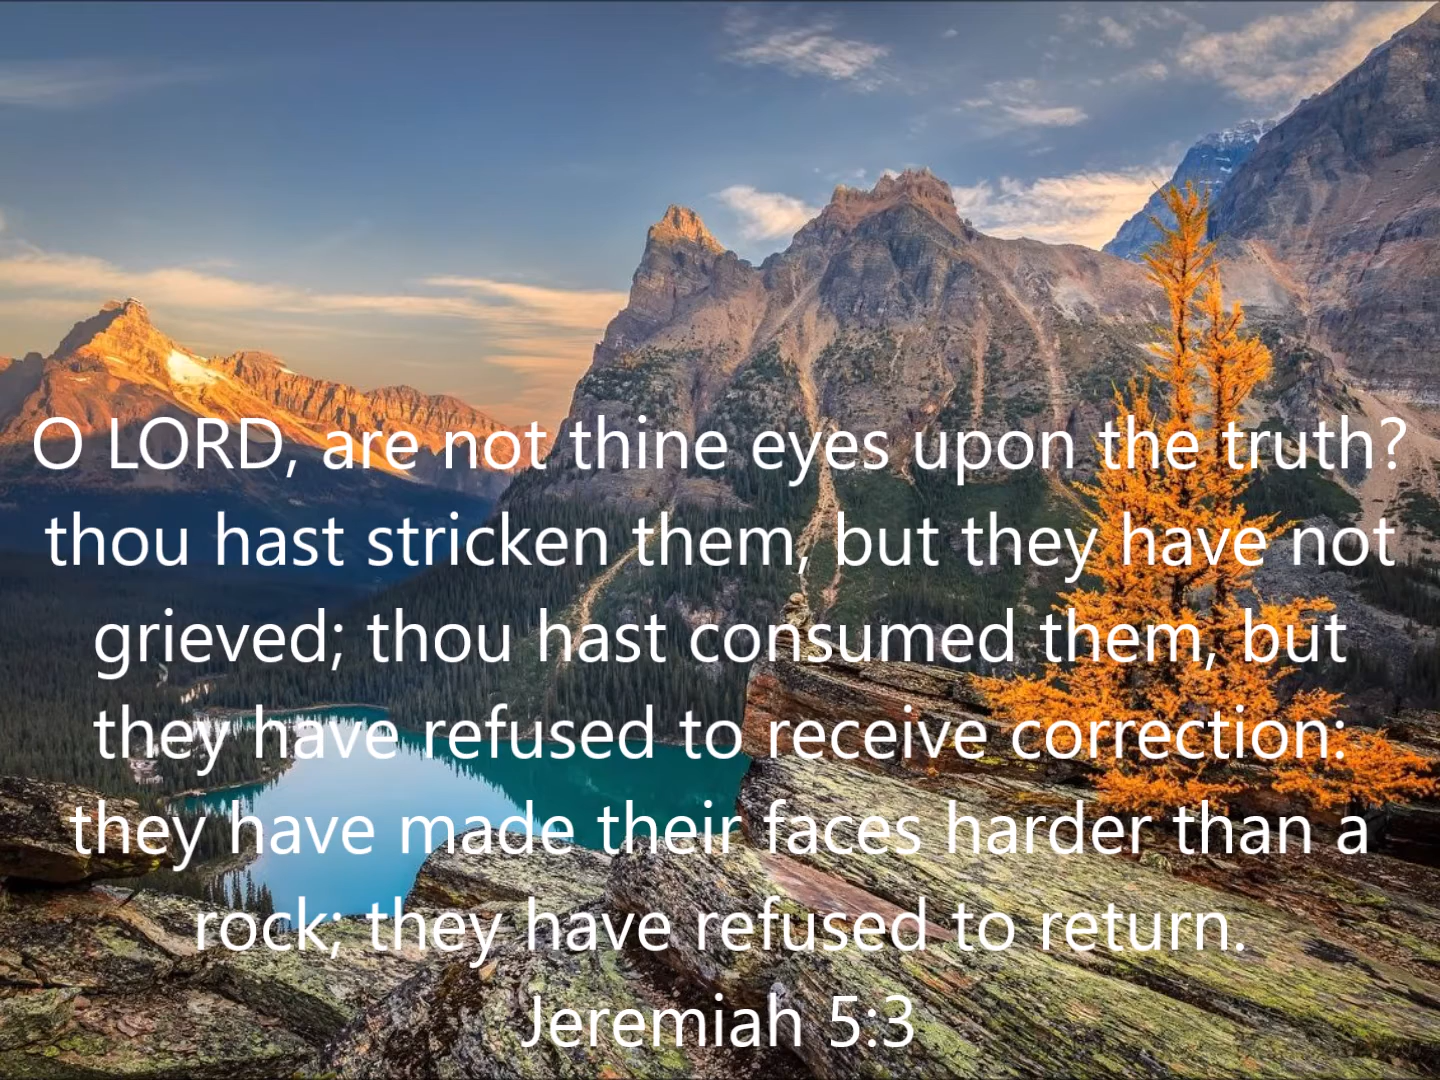 O LORD, are not thine eyes upon the truth?
thou hast stricken them, but they have not
grieved; thou hast consumed them, but
they have refused to receive correction:
they have made their faces harder than a
rock; they have refused to return.
Jeremiah 5:3